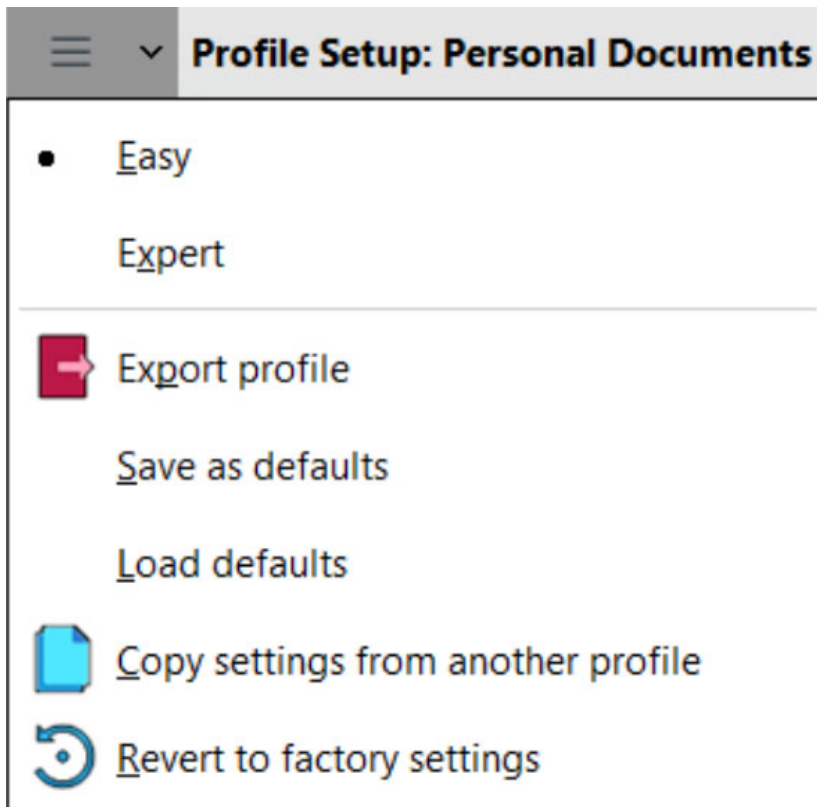 Profile Setup: Personal Documents
Easy
Expert
Export profile
Save as defaults
Load defaults
Copy settings from another profile
Revert to factory settings